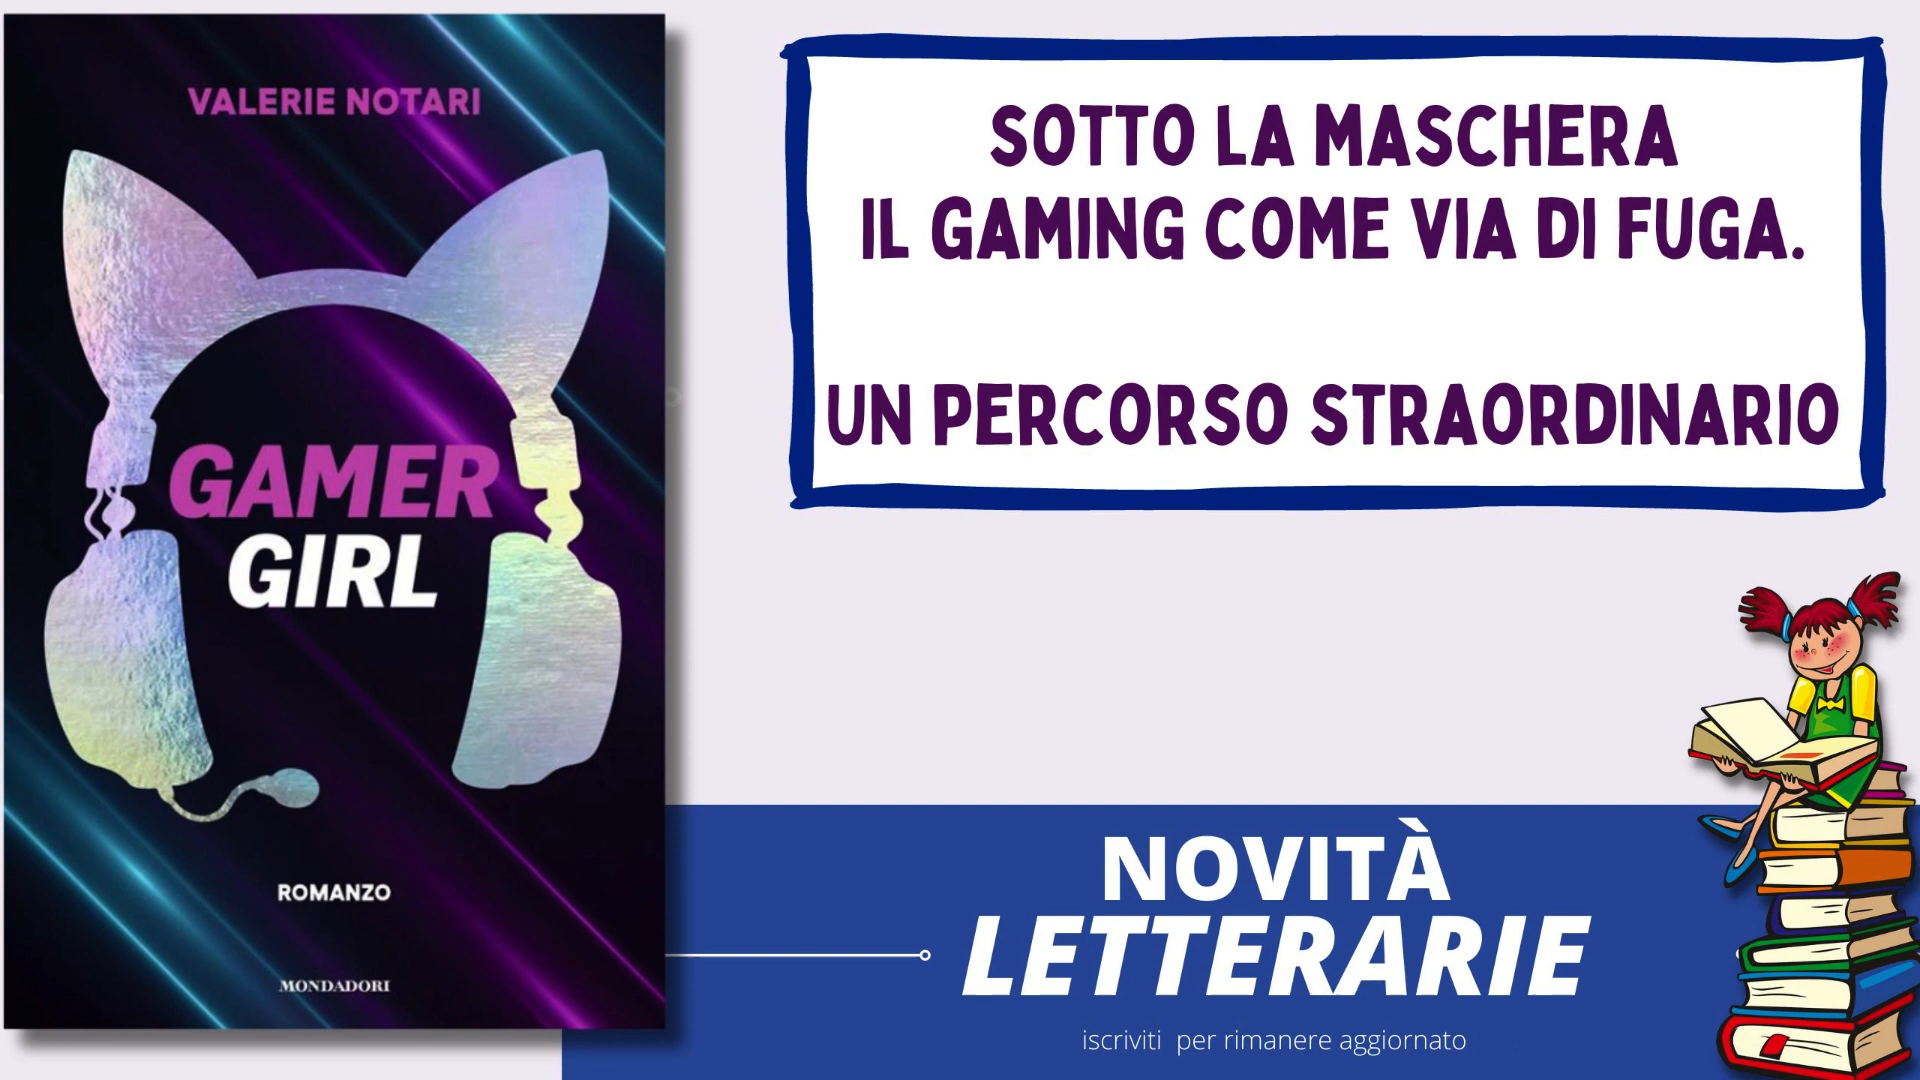 VALERIE NOTARI
GAMER
GIRL
ROMANZO
MONDADORI
SOTTO LA MASCHERA
IL GAMING COME VIA DI FUGA.
UN PERCORSO STRAORDINARIO
NOVITÀ
LETTERARIE
iscriviti per rimanere aggiornato